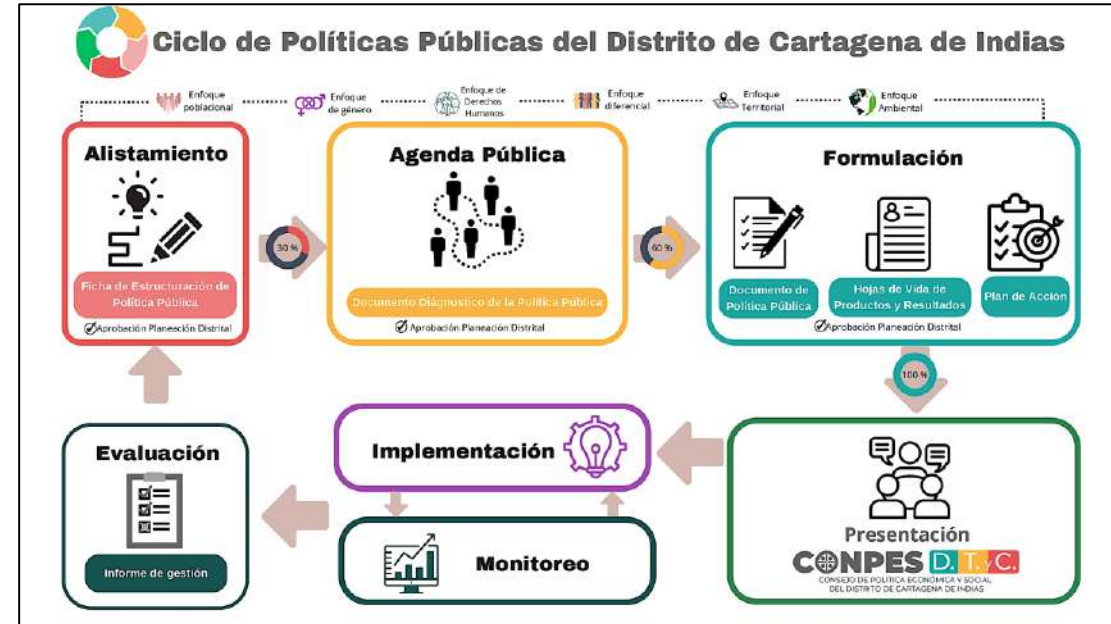 Ciclo de Políticas Públicas del Distrito de Cartagena de Indias
Enfoque
poblacional
Enfoque
de género
Enfoque de
Derechos
Humanos
Enfoque
diferencial
Enfoque
Territorial
Enfoque
Ambiental
Alistamiento
Ficha de Estructuración de
Política Pública
Aprobación Planeeción Distrital
30 %
Agenda Pública
Documento Diágnostico de la Política Pública
Aprobación Planeación Distrital
60 %
Formulación
Documento de
Política Pública
Hojas de Vida de
Productos y Resultados
Plan de Acción
Aprobación Planeación Distrital
100 %
Presentación
CONPES D. T. y C.
CONSEJO DE POLÍTICA ECONÓMICA Y SOCIAL
DEL DISTRITO DE CARTAGENA DE INDIAS
Implementación
Monitoreo
Evaluación
Informe de gestión